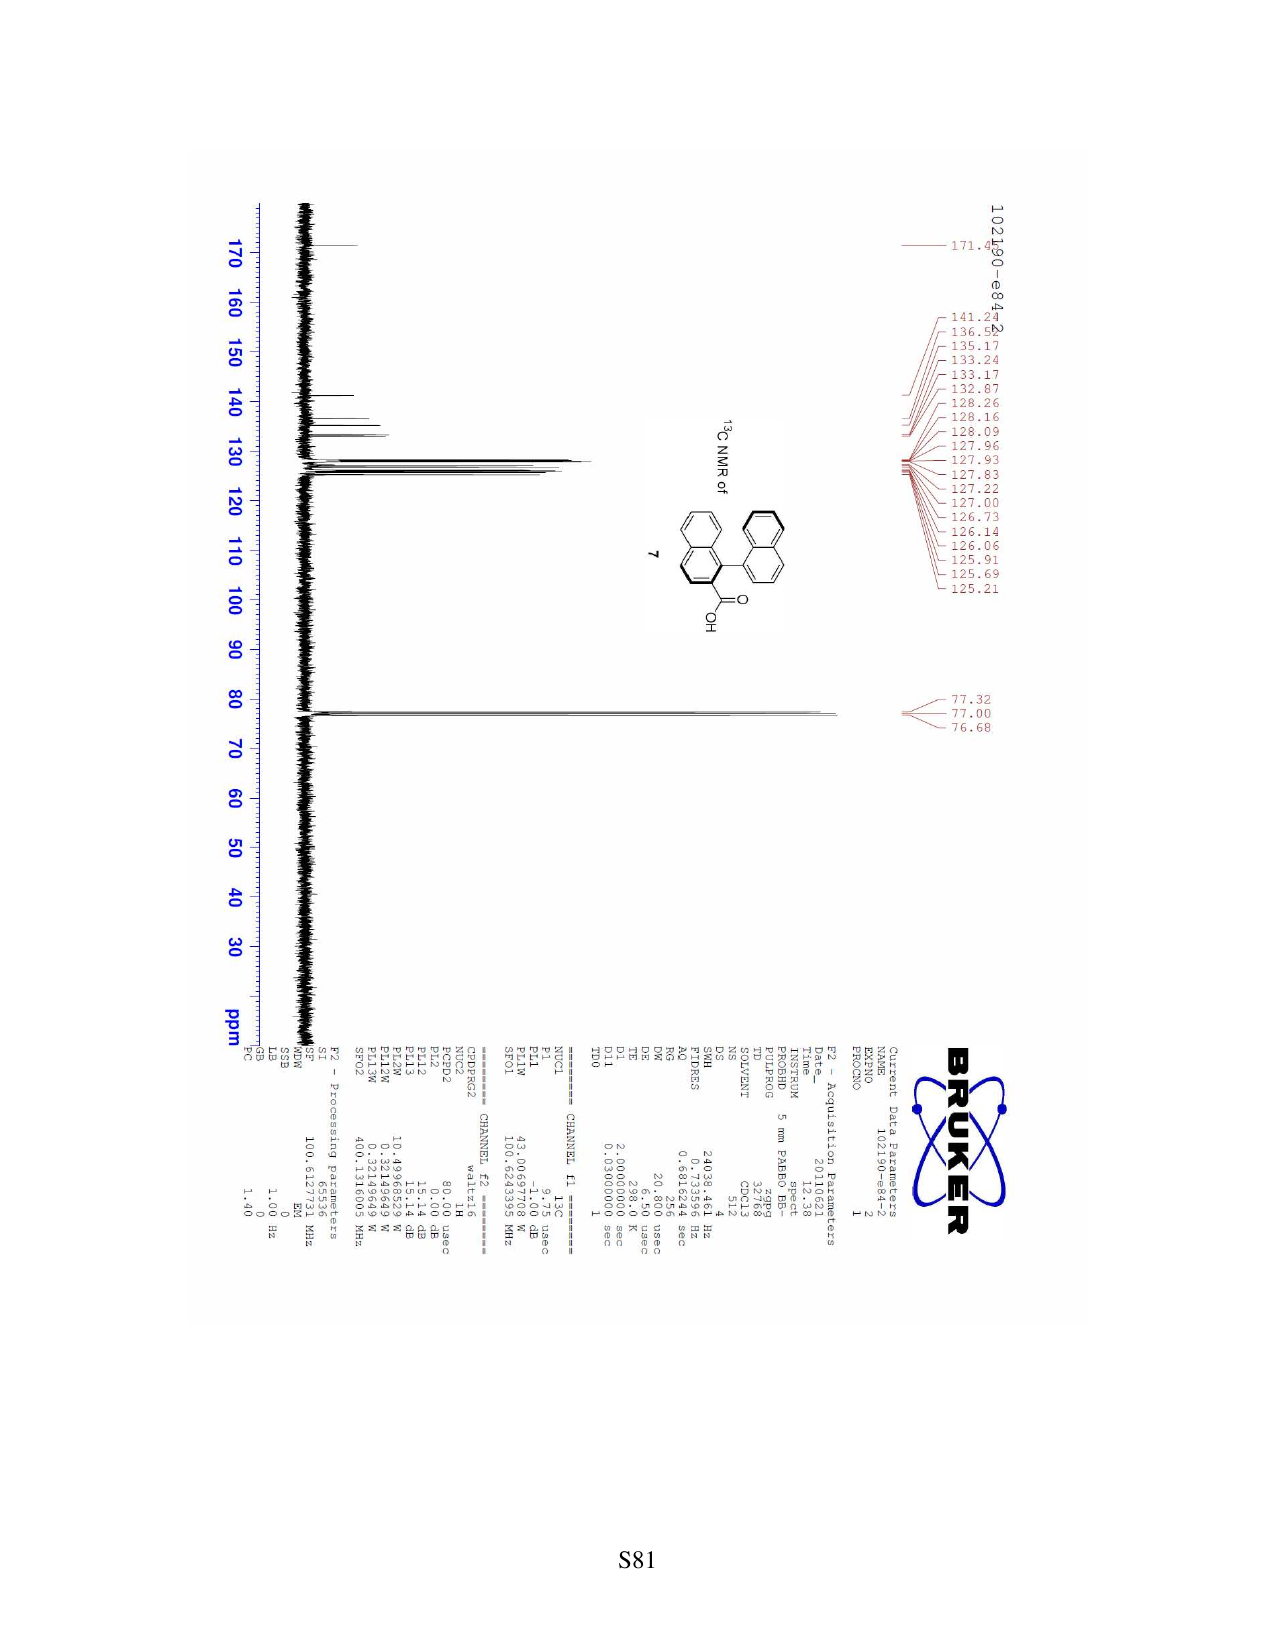 102190-e84-2
171.4
141.24
136.52
135.17
133.24
133.17
132.87
128.26
128.16
128.09
127.96
127.93
127.83
127.22
127.00
126.73
126.14
126.06
125.91
125.69
125.21
77.32
77.00
76.68
13C NMR of
O
OH
7
170 160 150 140 130 120 110 100 90 80 70 60 50 40 30 ppm
BRUKER
Current Data Parameters
NAME 102190-e84-2
EXPNO 2
PROCNO 1
F2 - Acquisition Parameters
Date_ 20110621
Time 12.38
INSTRUM spect
PROBHD 5 mm PABBO BB-
PULPROG zgpg
TD 32768
SOLVENT CDCl3
NS 512
DS 4
SWH 24038.461 Hz
FIDRES 0.733596 Hz
AQ 0.6816244 sec
RG 256
DW 20.800 usec
DE 6.50 usec
TE 298.0 K
D1 2.00000000 sec
D11 0.03000000 sec
TD0 1
======== CHANNEL f1 ========
NUC1 13C
P1 9.75 usec
PL1 -1.00 dB
PL1W 43.00697708 W
SFO1 100.6243395 MHz
======== CHANNEL f2 ========
CPDPRG2 waltz16
NUC2 1H
PCPD2 80.00 usec
PL2 0.00 dB
PL12 15.14 dB
PL13 15.14 dB
PL2W 10.49968529 W
PL12W 0.32149649 W
PL13W 0.32149649 W
SFO2 400.1316005 MHz
F2 - Processing parameters
SI 65536
SF 100.6127731 MHz
WDW EM
SSB 0
LB 1.00 Hz
GB 0
PC 1.40
S81